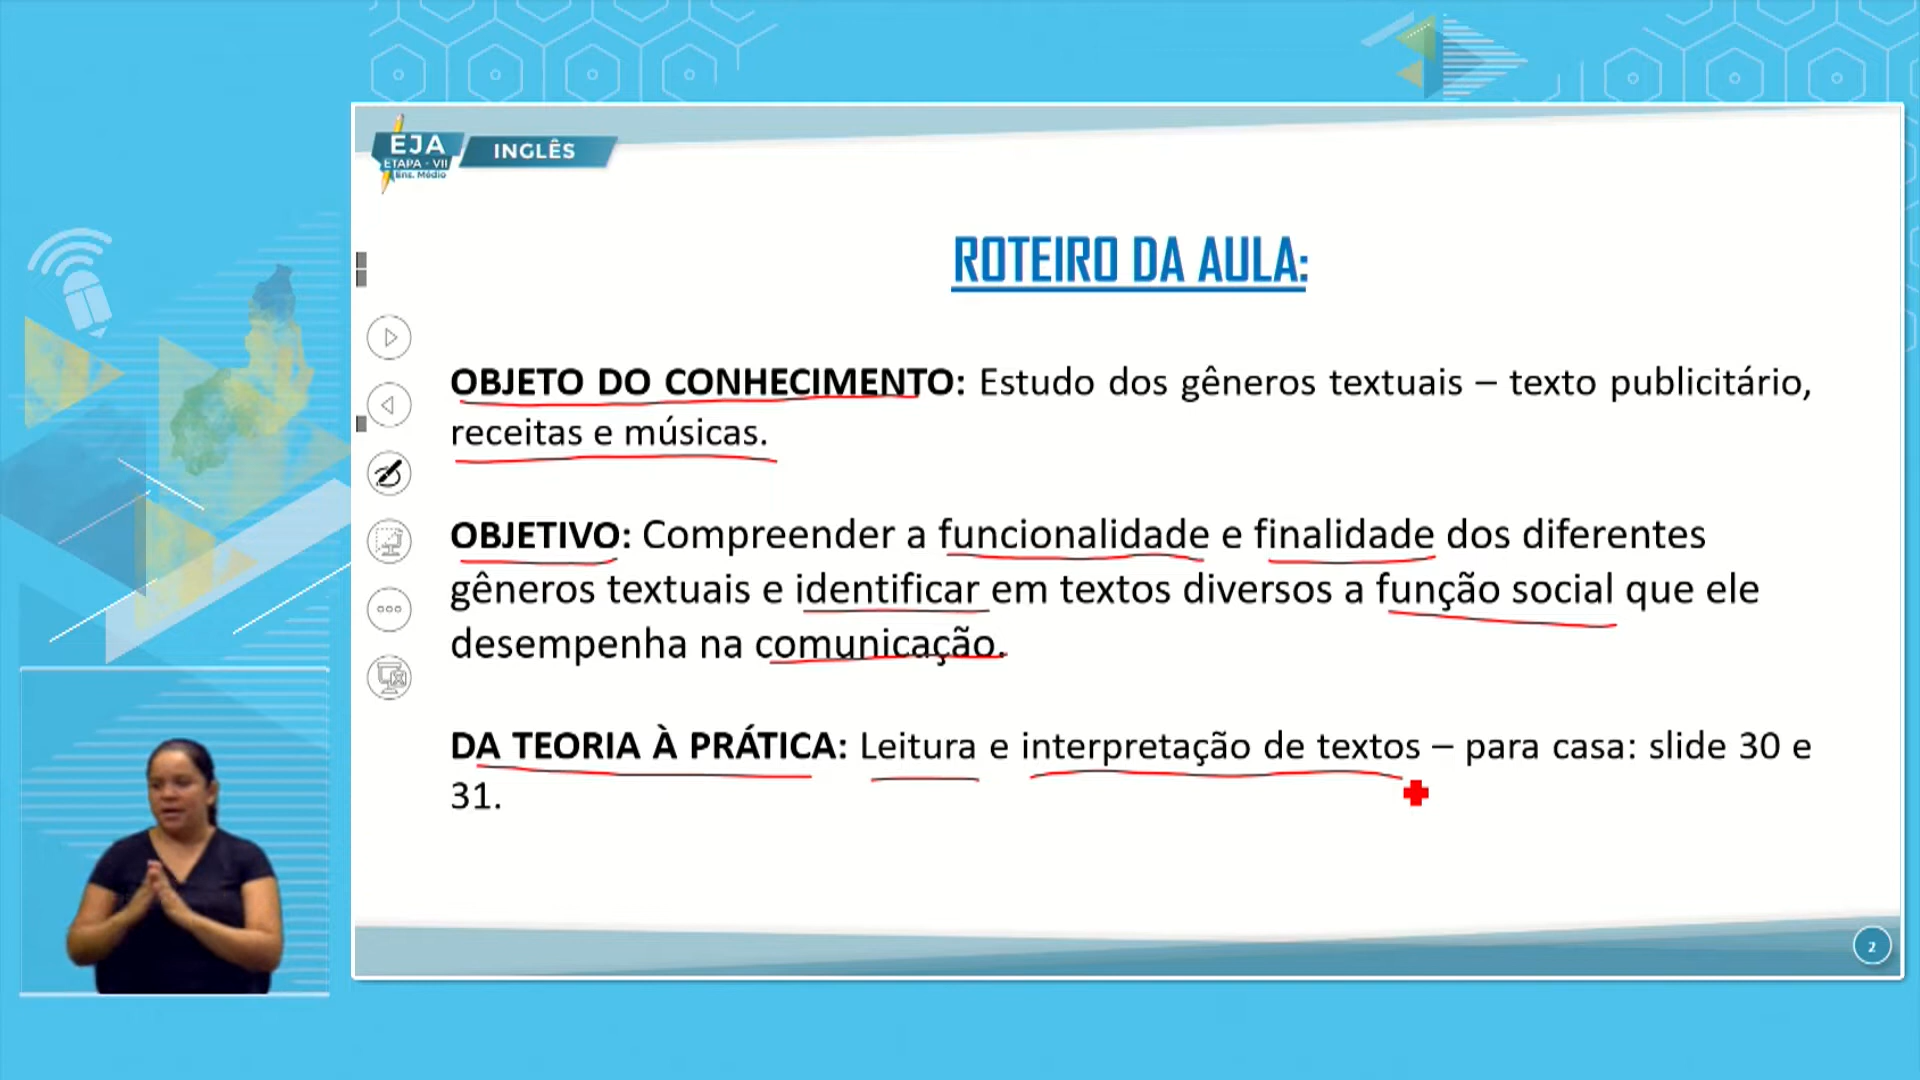 EJA
ETAPA - VII
Ens. Médio
INGLÊS
ROTEIRO DA AULA:
OBJETO DO CONHECIMENTO: Estudo dos gêneros textuais – texto publicitário,
receitas e músicas.
OBJETIVO: Compreender a funcionalidade e finalidade dos diferentes
gêneros textuais e identificar em textos diversos a função social que ele
desempenha na comunicação.
DA TEORIA À PRÁTICA: Leitura e interpretação de textos – para casa: slide 30 e
31.
2